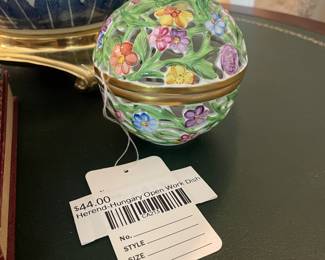 $44.00
Herend-Hungary Open Work Dish
No.
STYLE
SIZE